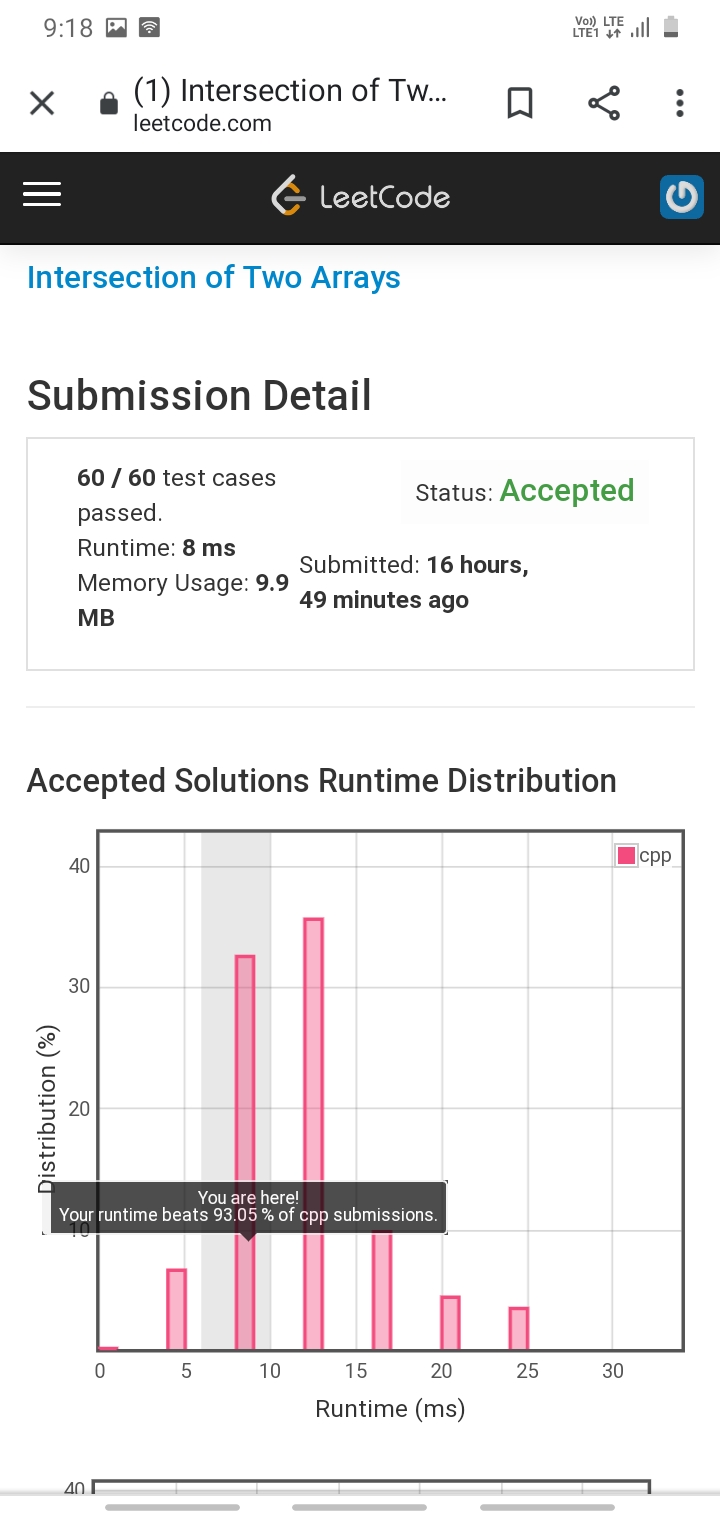 9:18
Vo)) LTE
LTE1
(1) Intersection of Tw...
leetcode.com
LeetCode
Intersection of Two Arrays
Submission Detail
60 / 60 test cases
passed.
Runtime: 8 ms
Memory Usage: 9.9
MB
Status: Accepted
Submitted: 16 hours,
49 minutes ago
Accepted Solutions Runtime Distribution
cpp
40
30
20
10
Distribution (%)
You are here!
Your runtime beats 93.05 % of cpp submissions.
0 5 10 15 20 25 30
Runtime (ms)
40